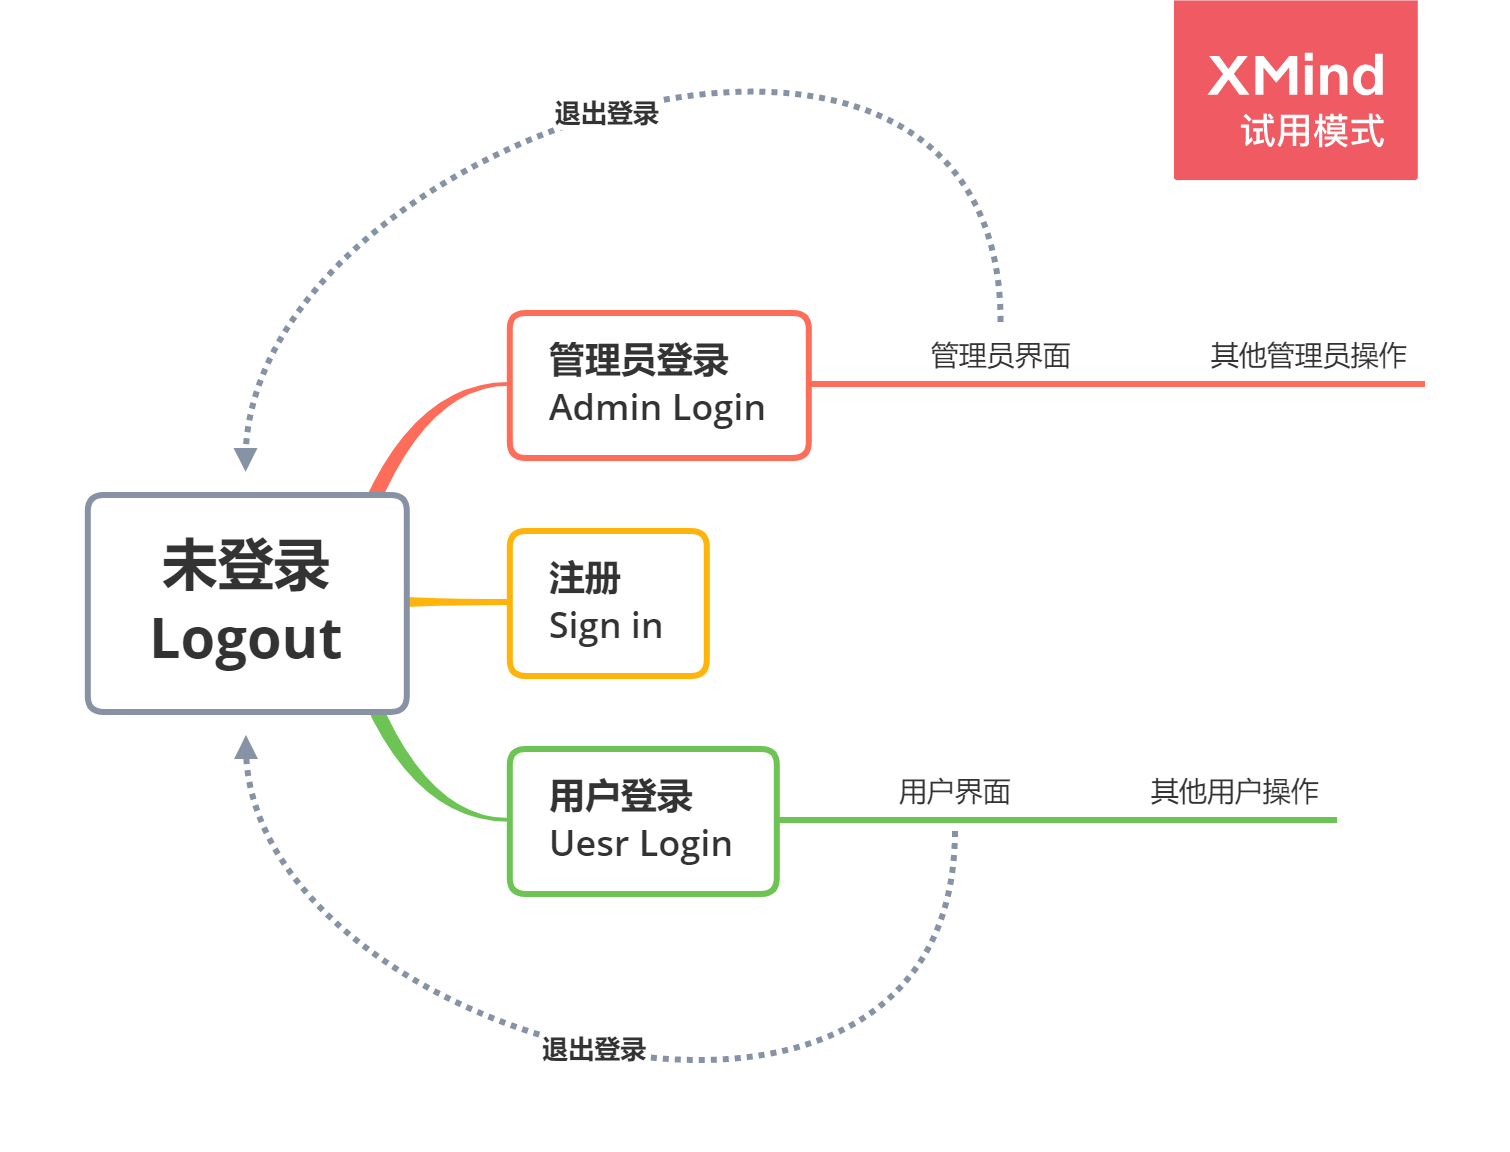 XMind
试用模式
退出登录
管理员登录
Admin Login
管理员界面
其他管理员操作
未登录
Logout
注册
Sign in
用户登录
Uesr Login
用户界面
其他用户操作
退出登录